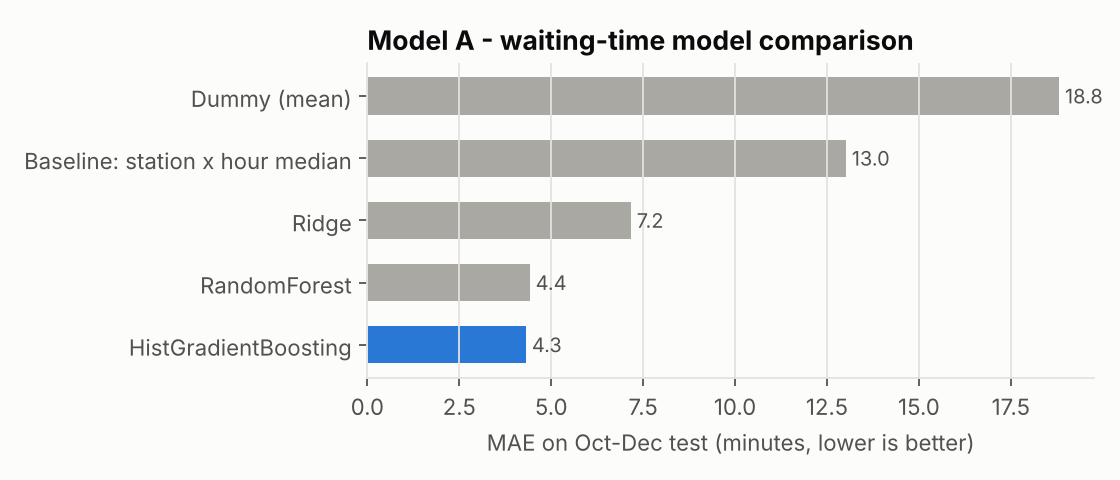 Model A - waiting-time model comparison
Dummy (mean)
18.8
Baseline: station x hour median
13.0
Ridge
7.2
RandomForest
4.4
HistGradientBoosting
4.3
0.0 2.5 5.0 7.5 10.0 12.5 15.0 17.5
MAE on Oct-Dec test (minutes, lower is better)